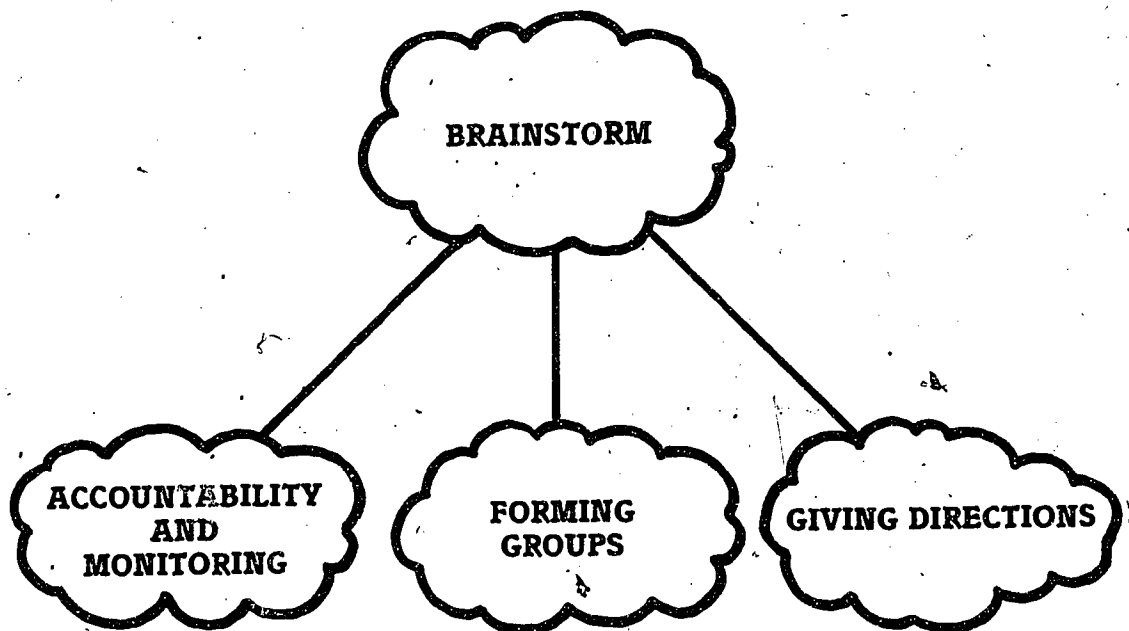 BRAINSTORM
ACCOUNTABILITY
AND
MONITORING
FORMING
GROUPS
GIVING DIRECTIONS